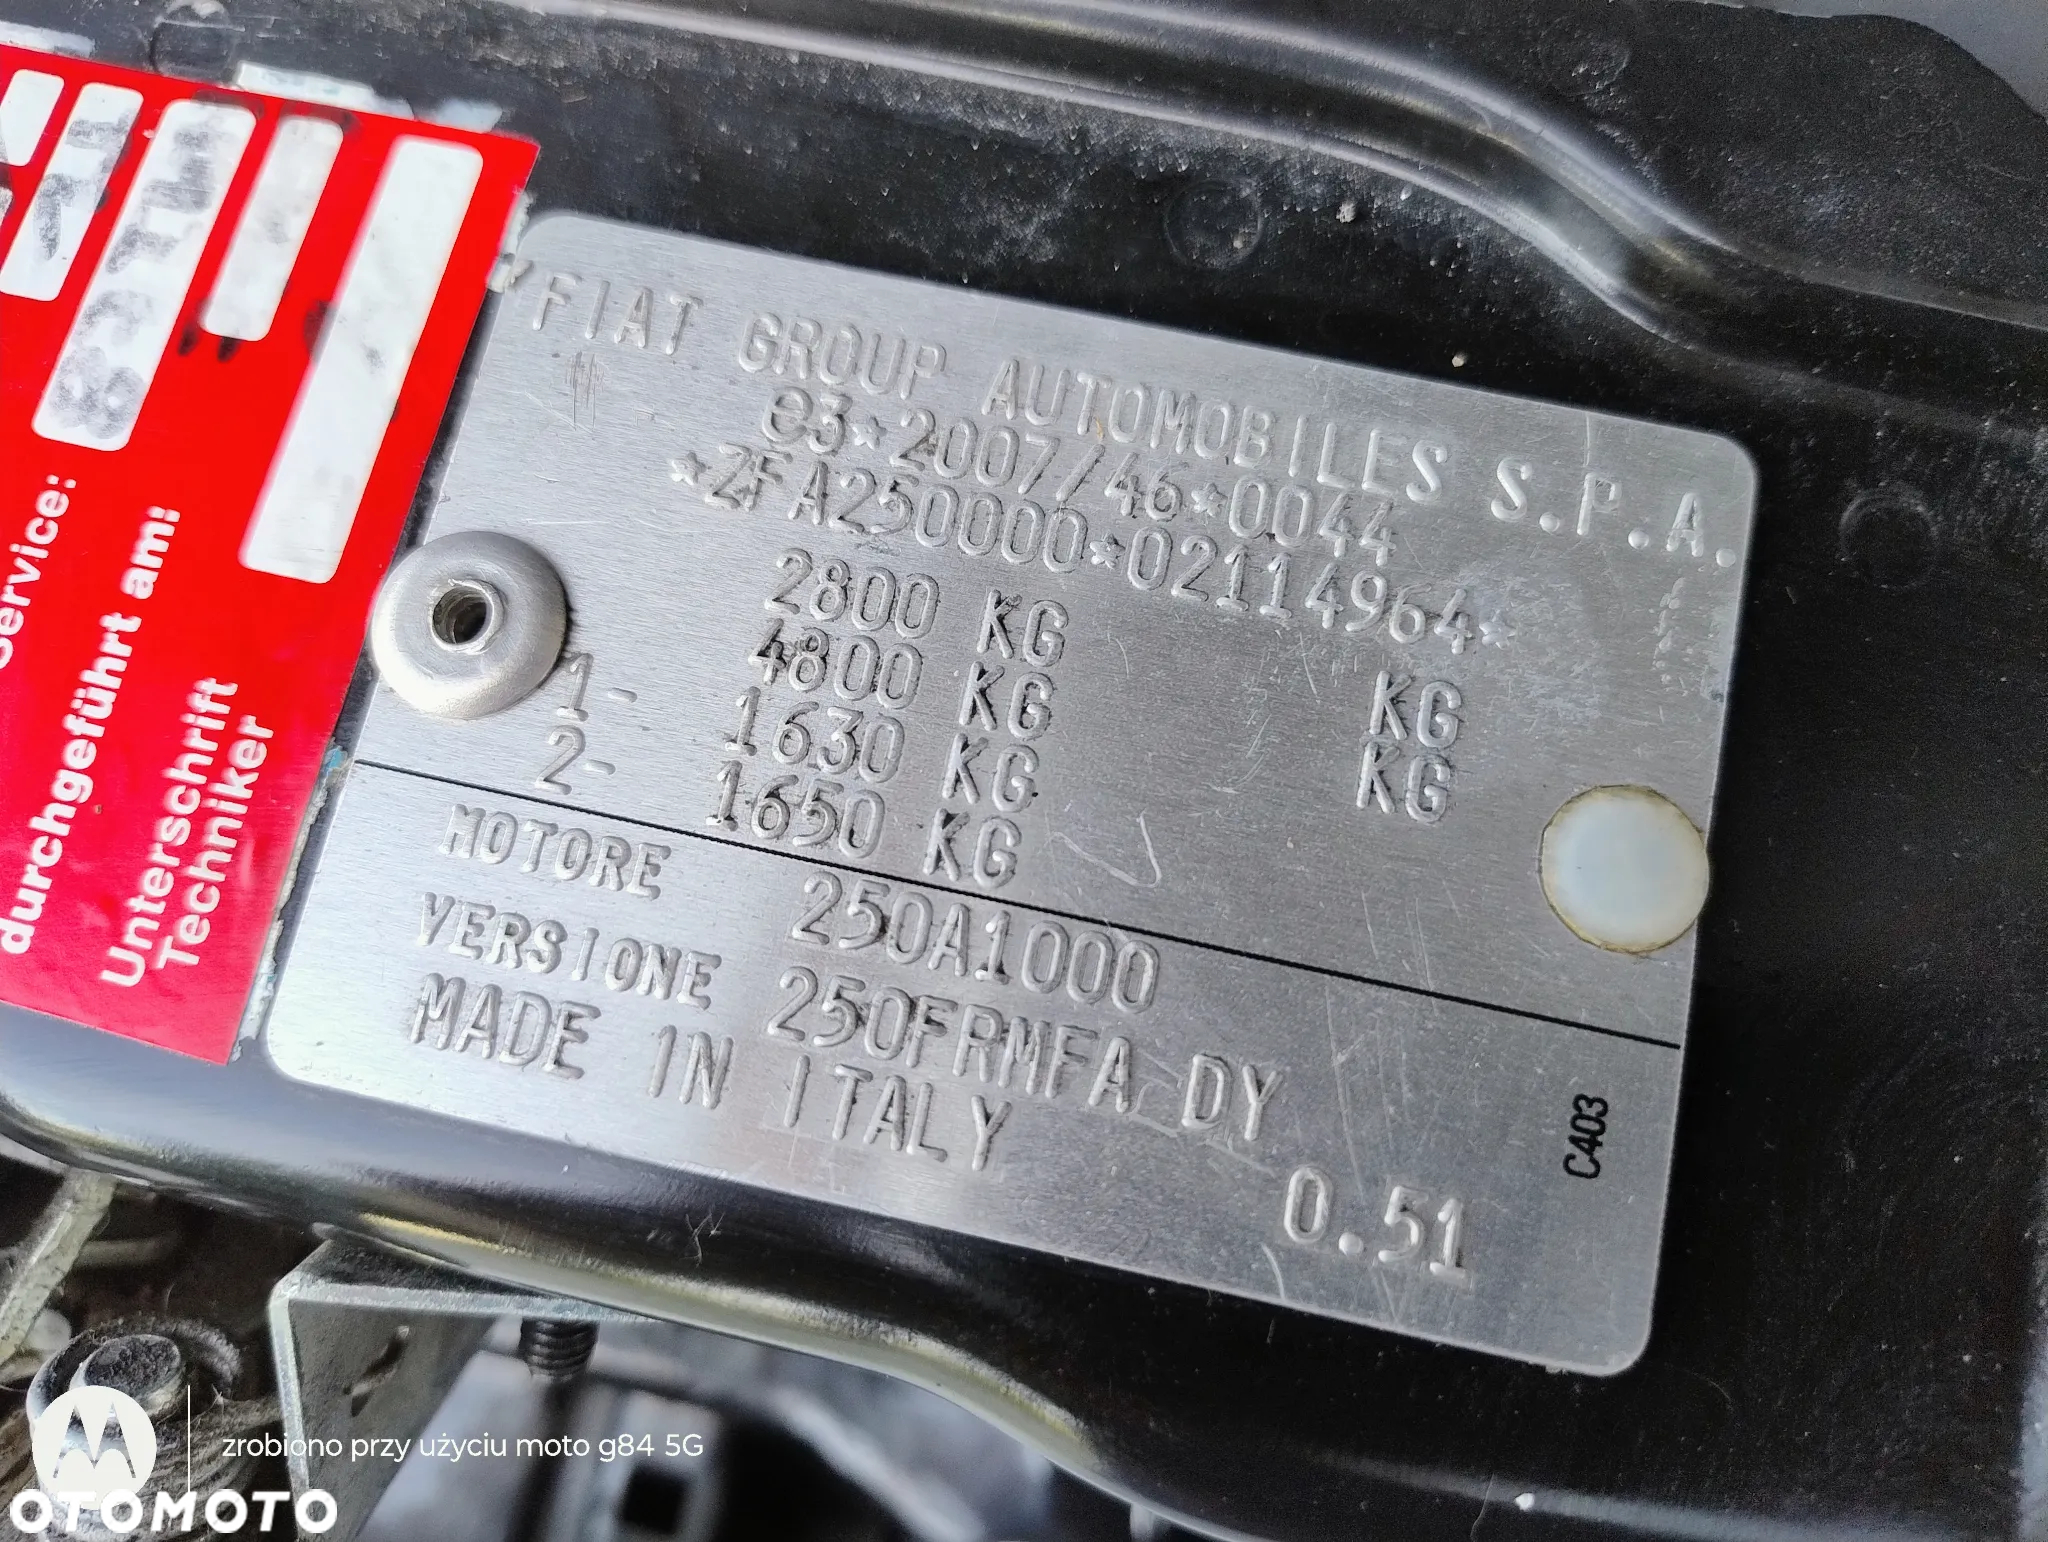 Service:
durchgeführt am:
Unterschrift
Techniker
FIAT GROUP AUTOMOBILES S.P.A.
e3*2007/46*0044
*ZFA250000*02114964*
2800 KG
4800 KG KG
1- 1630 KG KG
2- 1650 KG
MOTORE 250A1000
VERSIONE 250FRMFA DY
MADE IN ITALY
0.51
C403
zrobiono przy użyciu moto g84 5G
OTOMOTO